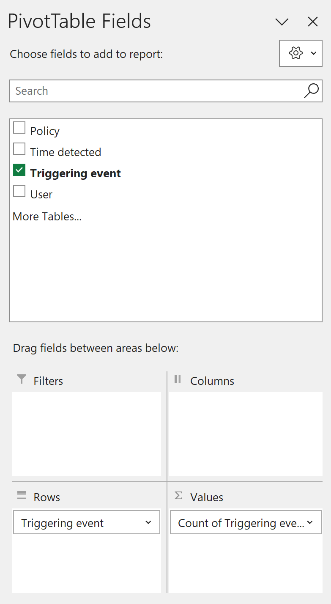 PivotTable Fields
Choose fields to add to report:
Search
Policy
Time detected
Triggering event
User
More Tables...
Drag fields between areas below:
Filters
Columns
Rows
Values
Triggering event
Count of Triggering eve...